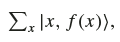 ∑ₓ |x, f(x)⟩,